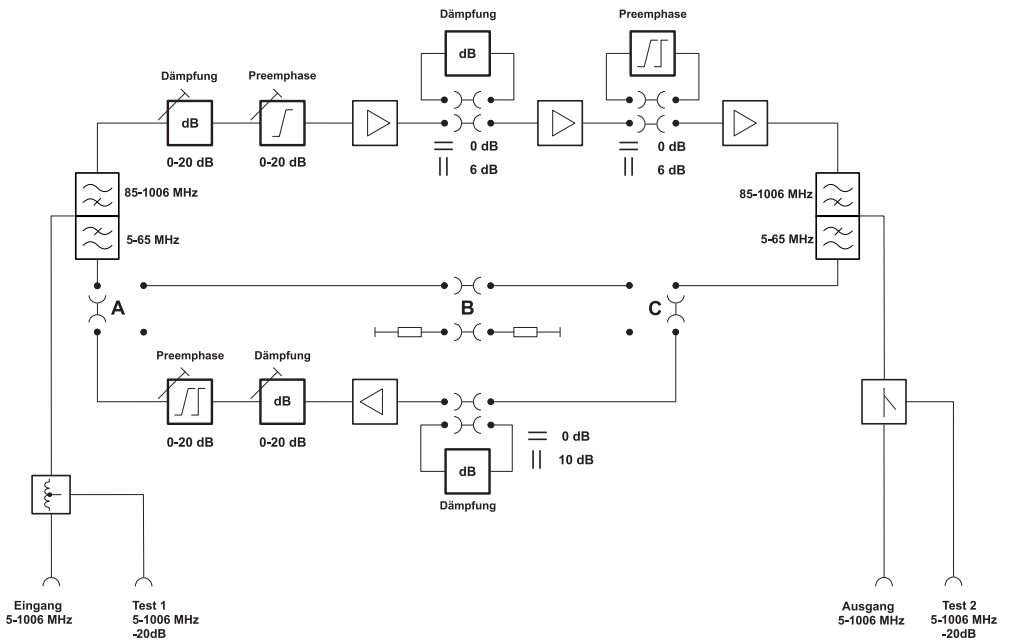 Dämpfung
Preemphase
dB
Dämpfung
Preemphase
dB
0-20 dB
0-20 dB
0 dB
6 dB
0 dB
6 dB
85-1006 MHz
5-65 MHz
85-1006 MHz
5-65 MHz
A
B
C
Preemphase
Dämpfung
dB
0-20 dB
0-20 dB
0 dB
10 dB
dB
Dämpfung
Eingang
5-1006 MHz
Test 1
5-1006 MHz
-20dB
Ausgang
5-1006 MHz
Test 2
5-1006 MHz
-20dB